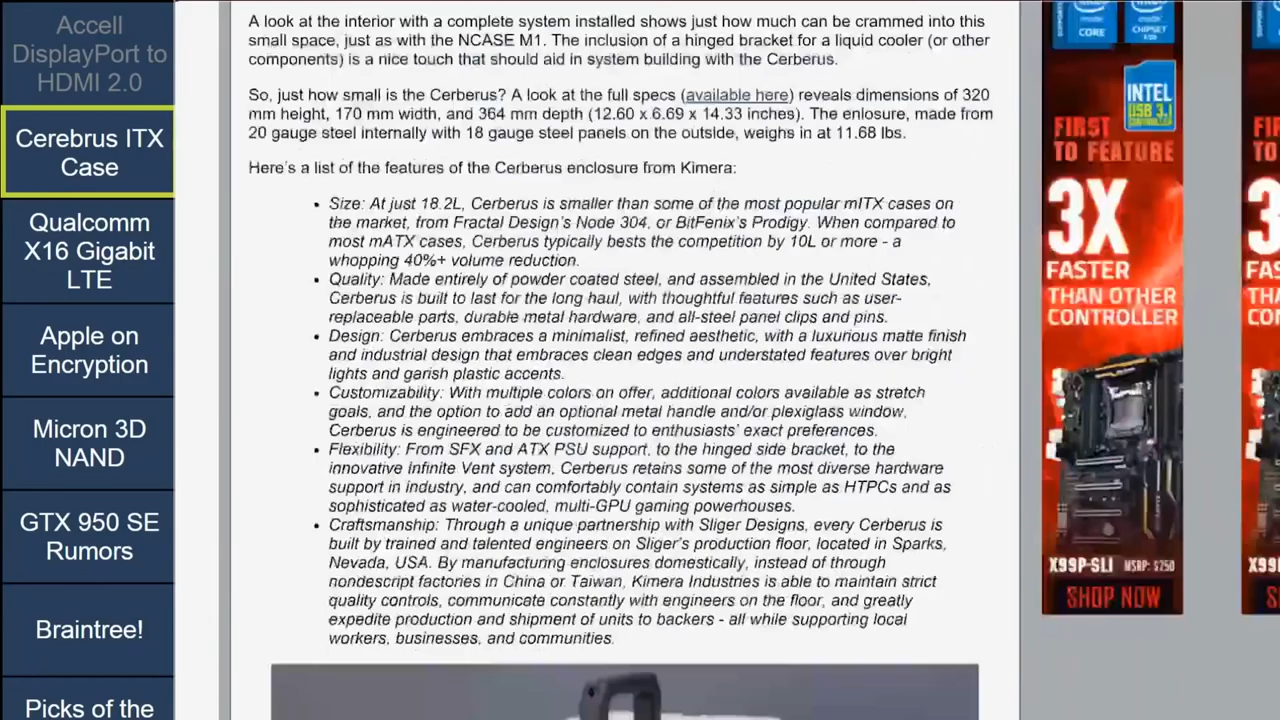 Accell
DisplayPort to
HDMI 2.0
Cerebrus ITX
Case
Qualcomm
X16 Gigabit
LTE
Apple on
Encryption
Micron 3D
NAND
GTX 950 SE
Rumors
Braintree!
Picks of the
A look at the interior with a complete system installed shows just how much can be crammed into this
small space, just as with the NCASE M1. The inclusion of a hinged bracket for a liquid cooler (or other
components) is a nice touch that should aid in system building with the Cerberus.
So, just how small is the Cerberus? A look at the full specs (available here) reveals dimensions of 320
mm height, 170 mm width, and 364 mm depth (12.60 x 6.69 x 14.33 inches). The enlosure, made from
20 gauge steel internally with 18 gauge steel panels on the outside, weighs in at 11.68 lbs.
Here's a list of the features of the Cerberus enclosure from Kimera:
• Size: At just 18.2L, Cerberus is smaller than some of the most popular mITX cases on
the market, from Fractal Design's Node 304, or BitFenix's Prodigy. When compared to
most mATX cases, Cerberus typically bests the competition by 10L or more - a
whopping 40%+ volume reduction.
• Quality: Made entirely of powder coated steel, and assembled in the United States,
Cerberus is built to last for the long haul, with thoughtful features such as user-
replaceable parts, durable metal hardware, and all-steel panel clips and pins.
• Design: Cerberus embraces a minimalist, refined aesthetic, with a luxurious matte finish
and industrial design that embraces clean edges and understated features over bright
lights and garish plastic accents.
• Customizability: With multiple colors on offer, additional colors available as stretch
goals, and the option to add an optional metal handle and/or plexiglass window,
Cerberus is engineered to be customized to enthusiasts' exact preferences.
• Flexibility: From SFX and ATX PSU support, to the hinged side bracket, to the
innovative Infinite Vent system, Cerberus retains some of the most diverse hardware
support in industry, and can comfortably contain systems as simple as HTPCs and as
sophisticated as water-cooled, multi-GPU gaming powerhouses.
• Craftsmanship: Through a unique partnership with Sliger Designs, every Cerberus is
built by trained and talented engineers on Sliger's production floor, located in Sparks,
Nevada, USA. By manufacturing enclosures domestically, instead of through
nondescript factories in China or Taiwan, Kimera Industries is able to maintain strict
quality controls, communicate constantly with engineers on the floor, and greatly
expedite production and shipment of units to backers - all while supporting local
workers, businesses, and communities.
CORE
CHIPSET
INTEL
USB 3.1
CONTROLLER
FIRST
TO FEATURE
3X
FASTER
THAN OTHER
CONTROLLER
X99P-SLI MSRP: $250
SHOP NOW